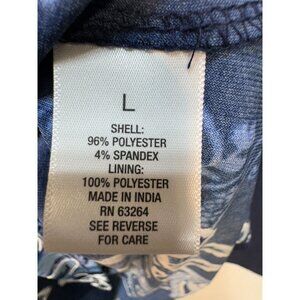 L
SHELL:
96% POLYESTER
4% SPANDEX
LINING:
100% POLYESTER
MADE IN INDIA
RN 63264
SEE REVERSE
FOR CARE